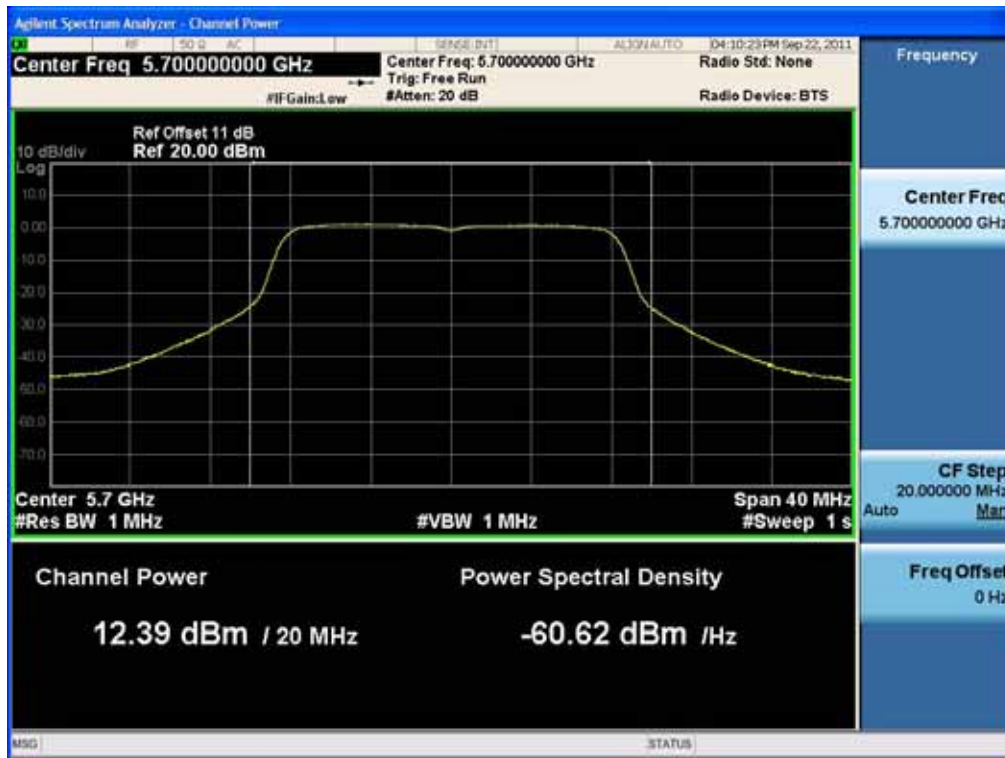 Agilent Spectrum Analyzer - Channel Power
RF 50 Ω AC SENSE:INT ALIGN AUTO 04:10:23 PM Sep 22, 2011
Center Freq 5.700000000 GHz
Center Freq: 5.700000000 GHz
Radio Std: None
Trig: Free Run
#IFGain:Low
#Atten: 20 dB
Radio Device: BTS
Ref Offset 11 dB
10 dB/div Ref 20.00 dBm
Log
10.0
0.00
-10.0
-20.0
-30.0
-40.0
-50.0
-60.0
-70.0
Center 5.7 GHz Span 40 MHz
#Res BW 1 MHz #VBW 1 MHz #Sweep 1 s
Channel Power Power Spectral Density
12.39 dBm / 20 MHz -60.62 dBm /Hz
MSG STATUS
Frequency
Center Freq
5.700000000 GHz
CF Step
20.000000 MHz
Auto Man
Freq Offset
0 Hz